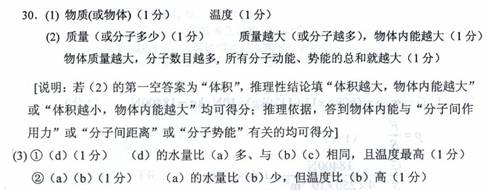 30. (1) 物质(或物体)(1分) 温度(1分)
(2) 质量(或分子多少)(1分) 质量越大(或分子越多),物体内能越大(1分)
物体质量越大,分子数目越多,所有分子动能、势能的总和就越大(1分)
[说明:若(2)的第一空答案为“体积”,推理性结论填“体积越大,物体内能越大”
或“体积越小,物体内能越大”均可得分;推理依据,答到物体内能与“分子间作
用力”或“分子间距离”或“分子势能”有关的均可得分]
(3)①(d)(1分) (d)的水量比(a)多、与(b)(c)相同,且温度最高(1分)
②(a)(b)(1分) (a)的水量比(b)少,但温度比(b)高(1分)